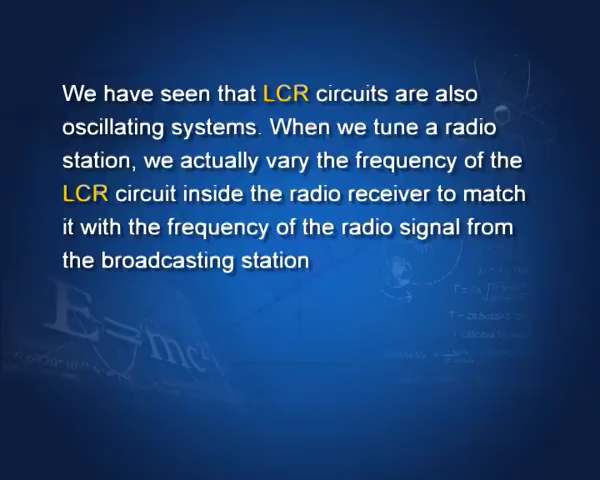 We have seen that LCR circuits are also
oscillating systems. When we tune a radio
station, we actually vary the frequency of the
LCR circuit inside the radio receiver to match
it with the frequency of the radio signal from
the broadcasting station
E=mc²